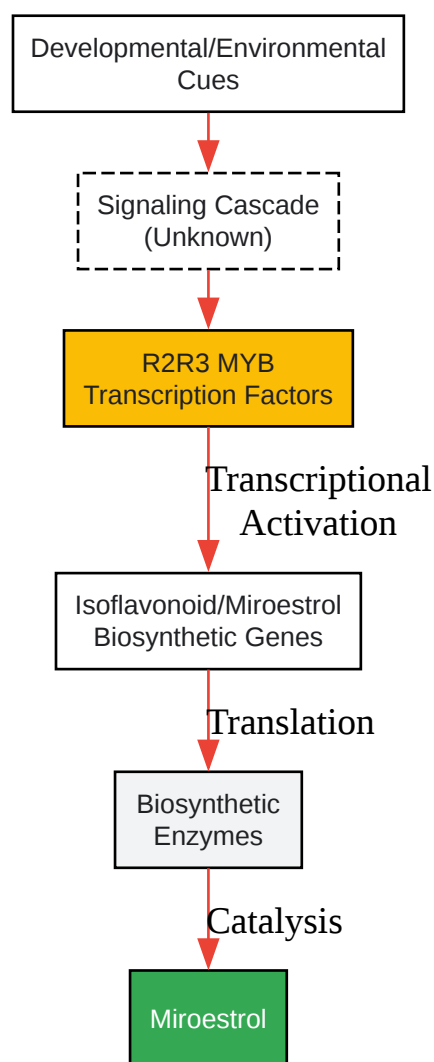 Developmental/Environmental
Cues
Signaling Cascade
(Unknown)
R2R3 MYB
Transcription Factors
Transcriptional
Activation
Isoflavonoid/Miroestrol
Biosynthetic Genes
Translation
Biosynthetic
Enzymes
Catalysis
Miroestrol